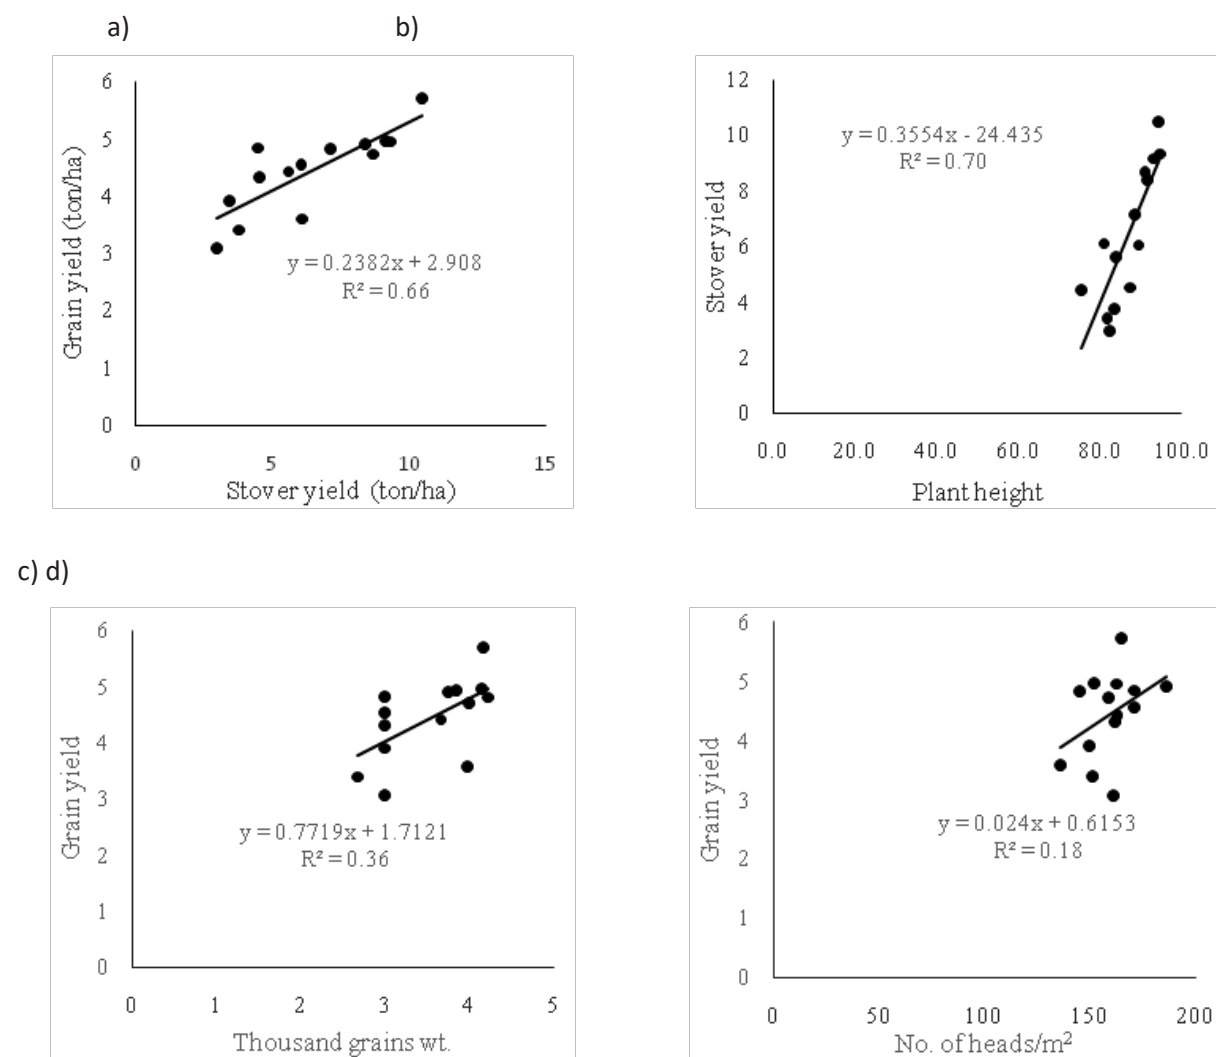 a) b)
6
5
4
3
2
1
0
Grain yield (ton/ha)
y = 0.2382x + 2.908
R² = 0.66
0 5 10 15
Stover yield (ton/ha)
12
10
8
6
4
2
0
Stover yield
y = 0.3554x - 24.435
R² = 0.70
0.0 20.0 40.0 60.0 80.0 100.0
Plant height
c) d)
6
5
4
3
2
1
0
Grain yield
y = 0.7719x + 1.7121
R² = 0.36
0 1 2 3 4 5
Thousand grains wt.
6
5
4
3
2
1
0
Grain yield
y = 0.024x + 0.6153
R² = 0.18
0 50 100 150 200
No. of heads/m²